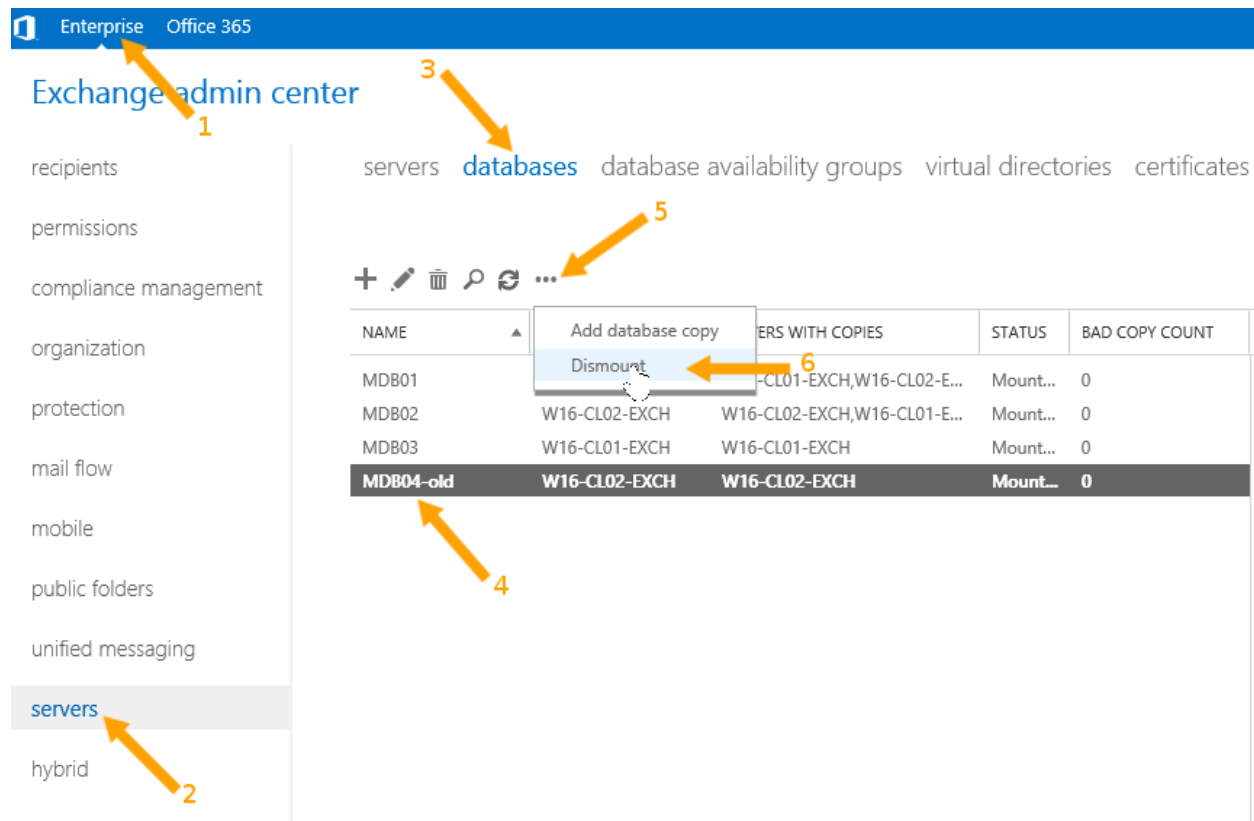 Enterprise Office 365
3
Exchange admin center
1
recipients
servers databases database availability groups virtual directories certificates
5
permissions
compliance management
NAME Add database copy ERS WITH COPIES STATUS BAD COPY COUNT
organization
Dismount 6
MDB01 -CL01-EXCH,W16-CL02-E... Mount... 0
protection
MDB02 W16-CL02-EXCH W16-CL02-EXCH,W16-CL01-E... Mount... 0
MDB03 W16-CL01-EXCH W16-CL01-EXCH Mount... 0
mail flow
MDB04-old W16-CL02-EXCH W16-CL02-EXCH Mount... 0
mobile
4
public folders
unified messaging
servers
hybrid
2